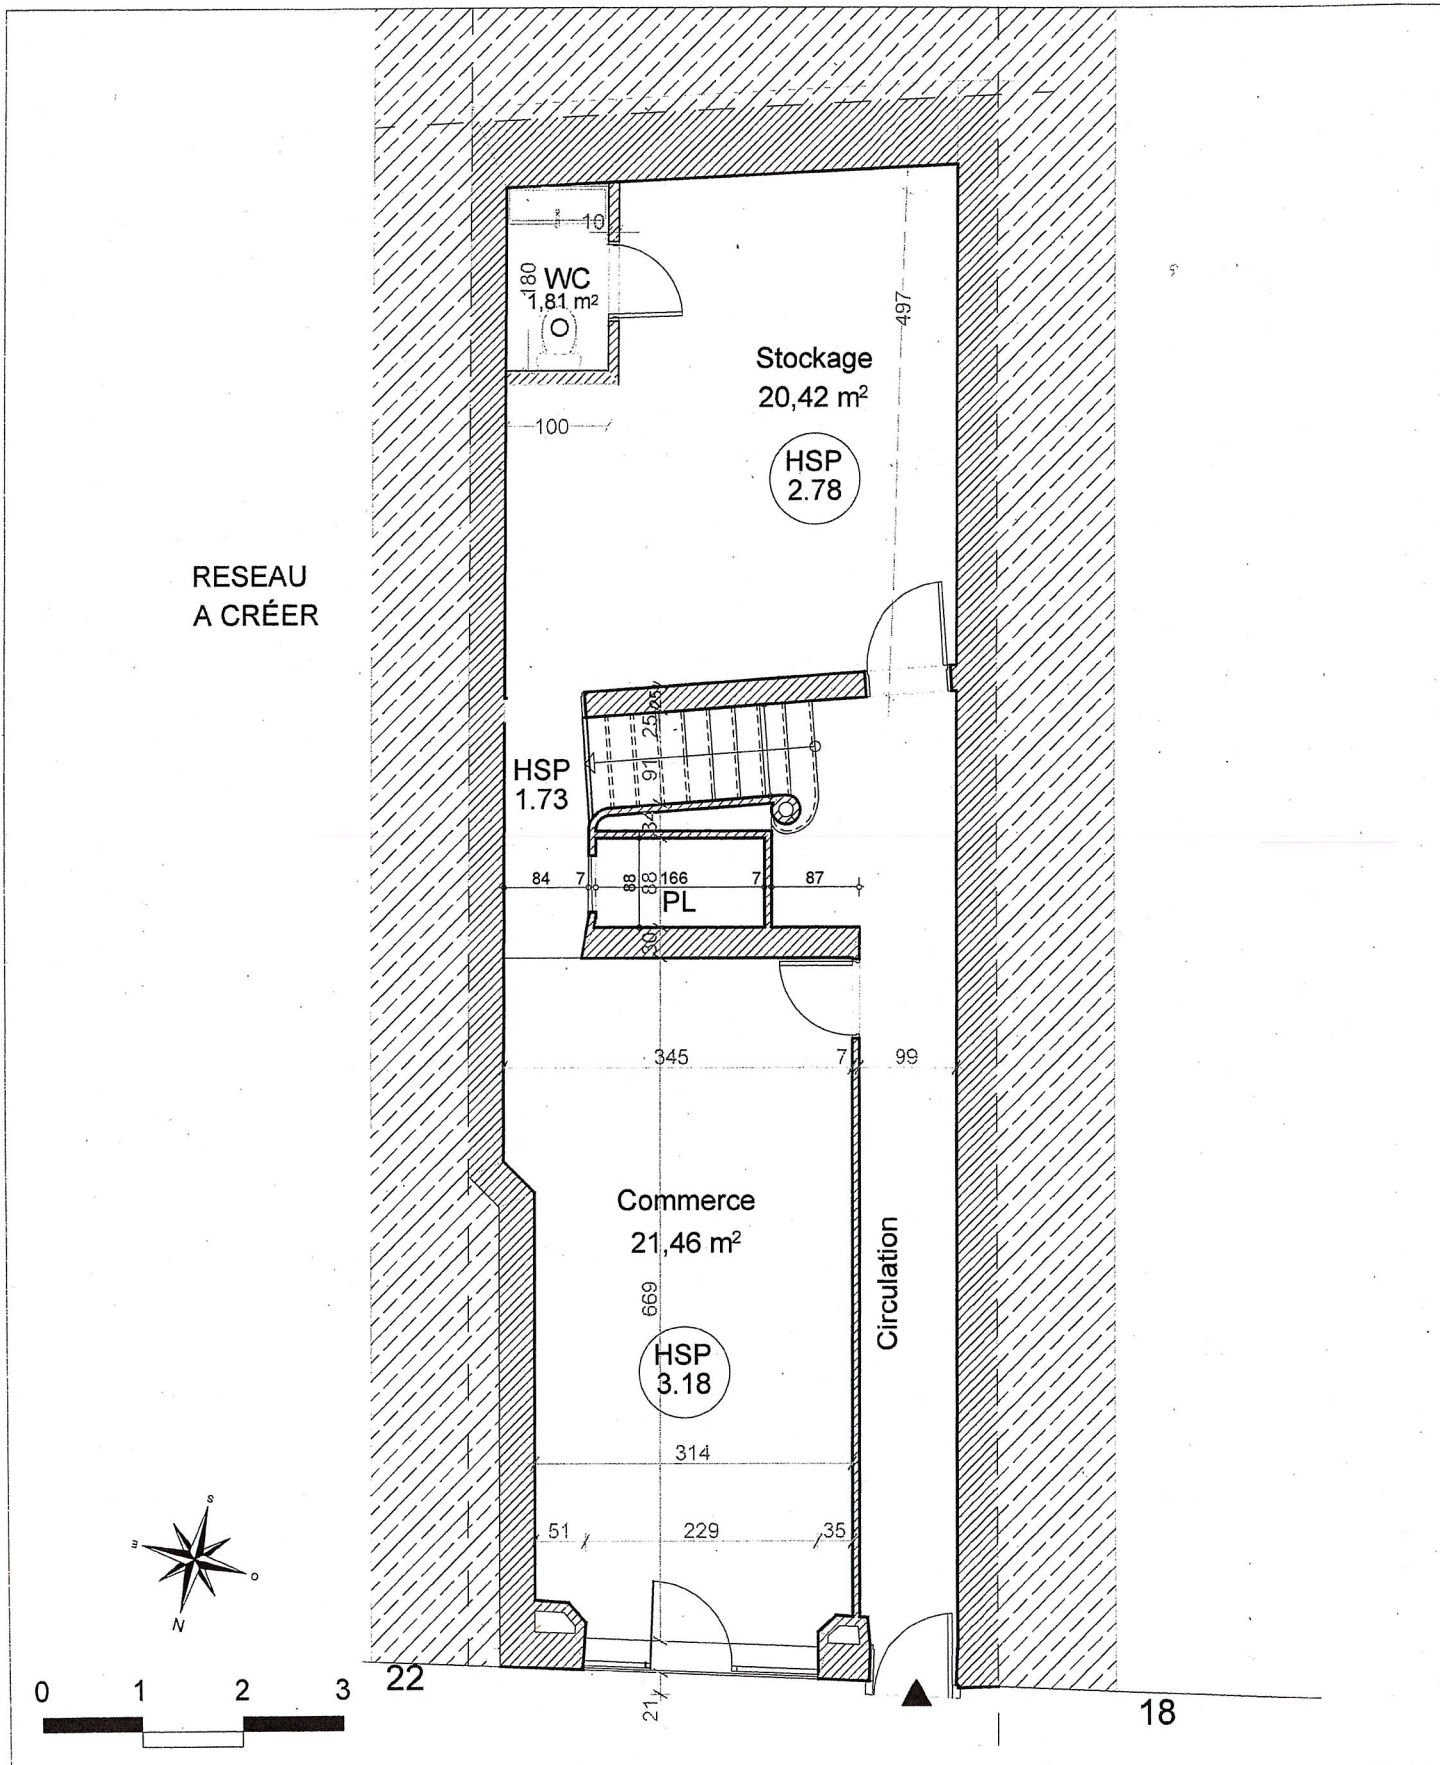 10
180
WC
1,81 m²
497
Stockage
20,42 m²
100
HSP
2.78
RESEAU
A CRÉER
25
25
91
HSP
1.73
34
84
7
88
88
166
7
87
PL
30
345
7
99
Commerce
21,46 m²
Circulation
669
HSP
3.18
314
51
229
35
S
E
O
N
0
1
2
3
22
21
18